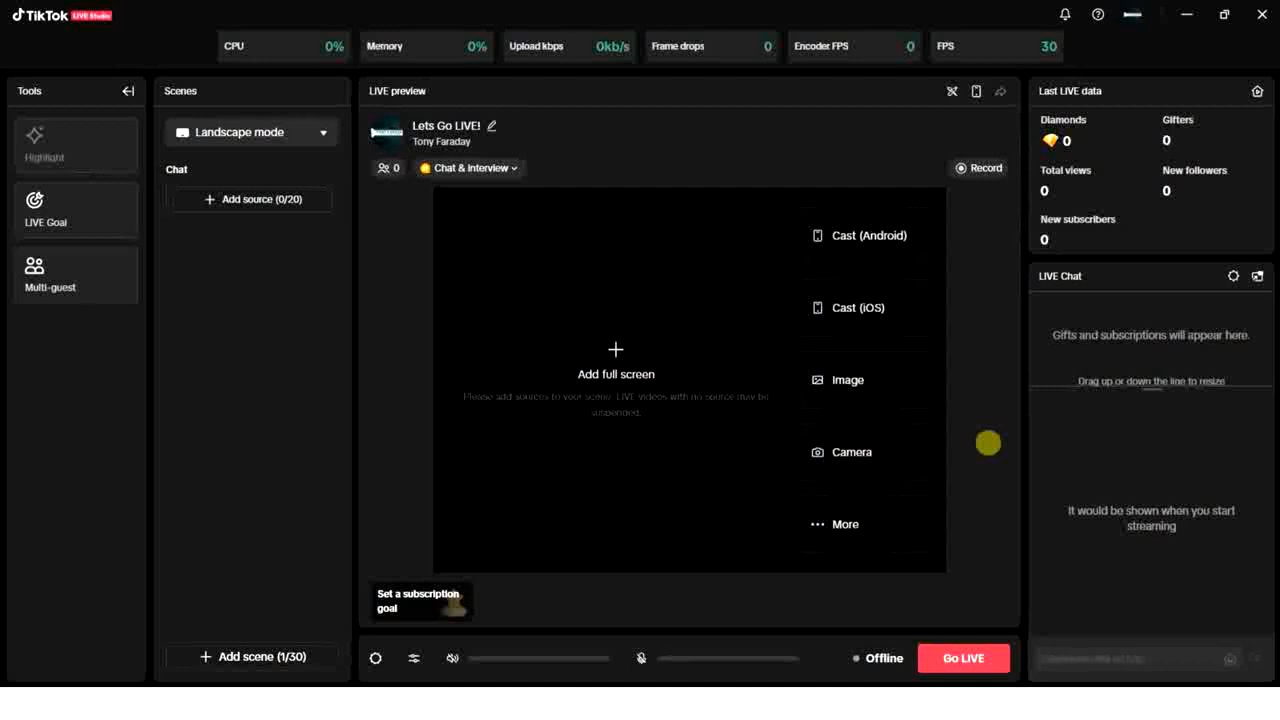 TikTok LIVE Studio
CPU 0%
Memory 0%
Upload kbps 0kb/s
Frame drops 0
Encoder FPS 0
FPS 30
Tools
Highlight
LIVE Goal
Multi-guest
Scenes
Landscape mode
Chat
+ Add source (0/20)
+ Add scene (1/30)
LIVE preview
Lets Go LIVE!
Tony Faraday
0
Chat & Interview
Record
Add full screen
Please add sources to your scene. LIVE videos with no source may be
suspended.
Cast (Android)
Cast (iOS)
Image
Camera
More
Set a subscription
goal
Offline
Go LIVE
Last LIVE data
Diamonds
0
Gifters
0
Total views
0
New followers
0
New subscribers
0
LIVE Chat
Gifts and subscriptions will appear here.
Drag up or down the line to resize
It would be shown when you start
streaming